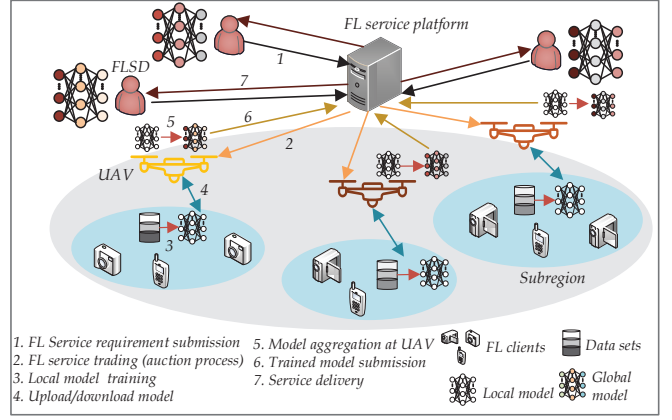 FL service platform
1
FLSD
7
5
6
2
UAV
4
3
Subregion
1. FL Service requirement submission
2. FL service trading (auction process)
3. Local model training
4. Upload/download model
5. Model aggregation at UAV
6. Trained model submission
7. Service delivery
FL clients
Data sets
Local model
Global
model